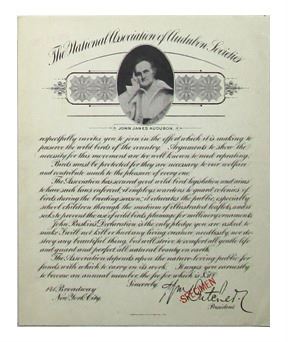 The National Association of Audubon Societies
JOHN JAMES AUDUBON
respectfully invites you to join in the effort which it is making to
preserve the wild birds of the country. Arguments to show the
necessity for this movement are too well known to need repeating.
Birds must be protected for they are necessary to our welfare
and contribute much to the pleasure of every one.
The Association has secured good wild bird legislation and aims
to have such laws enforced; it employs wardens to guard colonies of
birds during the breeding season; it educates the public, especially
school children through the medium of illustrated leaflets, and it
seeks to prevent the use of wild birds plumage for millinery ornaments.
John Ruskin's Declaration is the only pledge you are asked to
make "I will not kill or hurt any living creature needlessly, nor de-
stroy any beautiful thing, but will strive to comfort all gentle life
and guard and perfect all natural beauty on earth."
The Association depends upon the nature-loving public for
funds with which to carry on its work. It costs you annually
to become an annual member the fee for which is
Sincerely,
141 Broadway
New York City.
Wm Dutcher
SPECIMEN
President